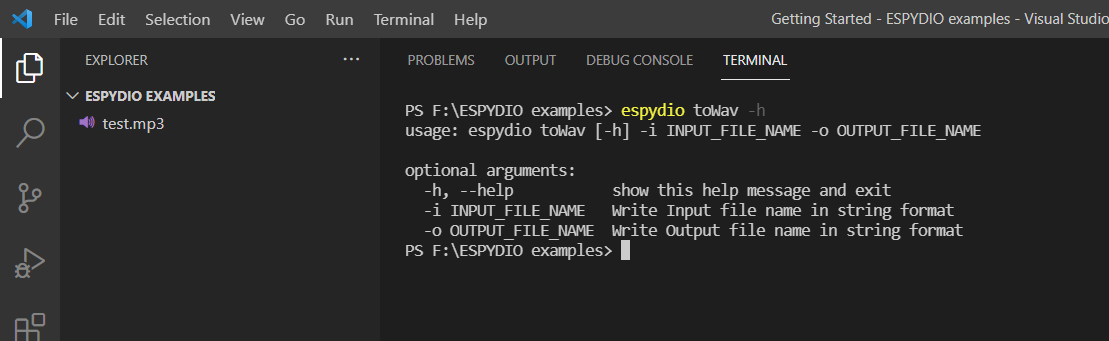 File Edit Selection View Go Run Terminal Help Getting Started - ESPYDIO examples - Visual Studio
EXPLORER ···
ESPYDIO EXAMPLES
test.mp3
PROBLEMS OUTPUT DEBUG CONSOLE TERMINAL
PS F:\ESPYDIO examples> espydio toWav -h
usage: espydio toWav [-h] -i INPUT_FILE_NAME -o OUTPUT_FILE_NAME
optional arguments:
-h, --help show this help message and exit
-i INPUT_FILE_NAME Write Input file name in string format
-o OUTPUT_FILE_NAME Write Output file name in string format
PS F:\ESPYDIO examples>